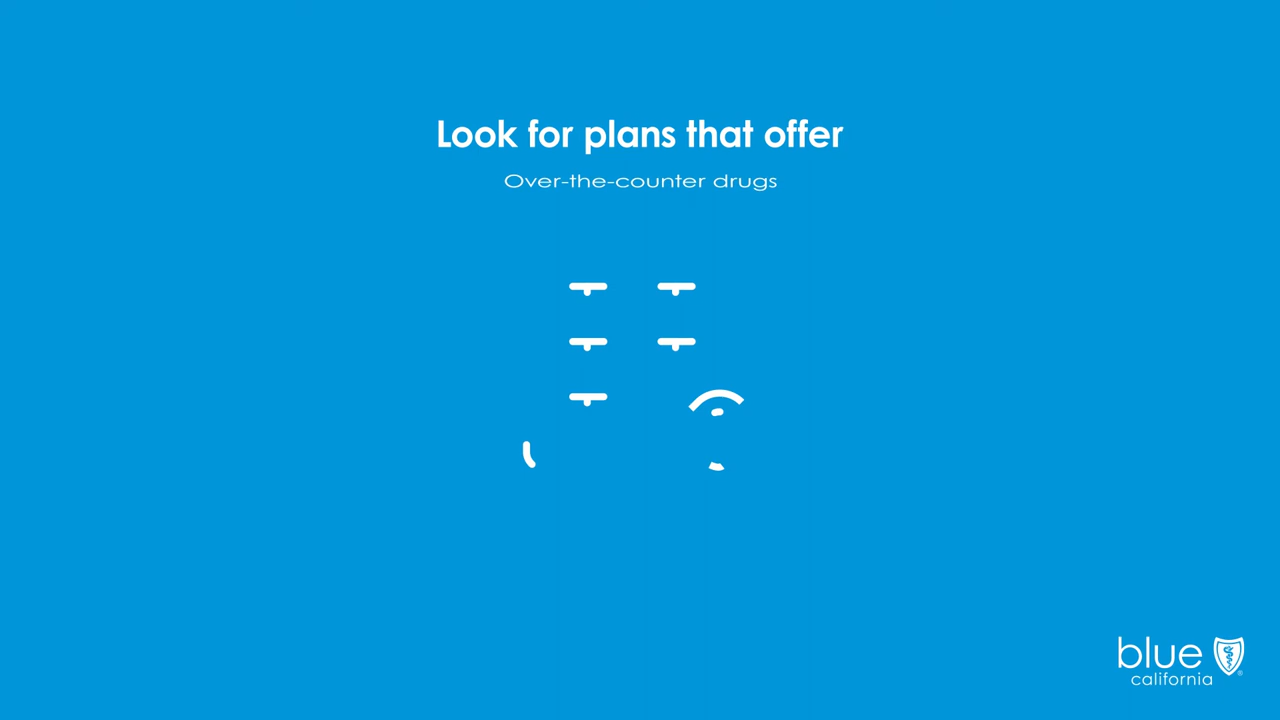 Look for plans that offer
Over-the-counter drugs
blue
california